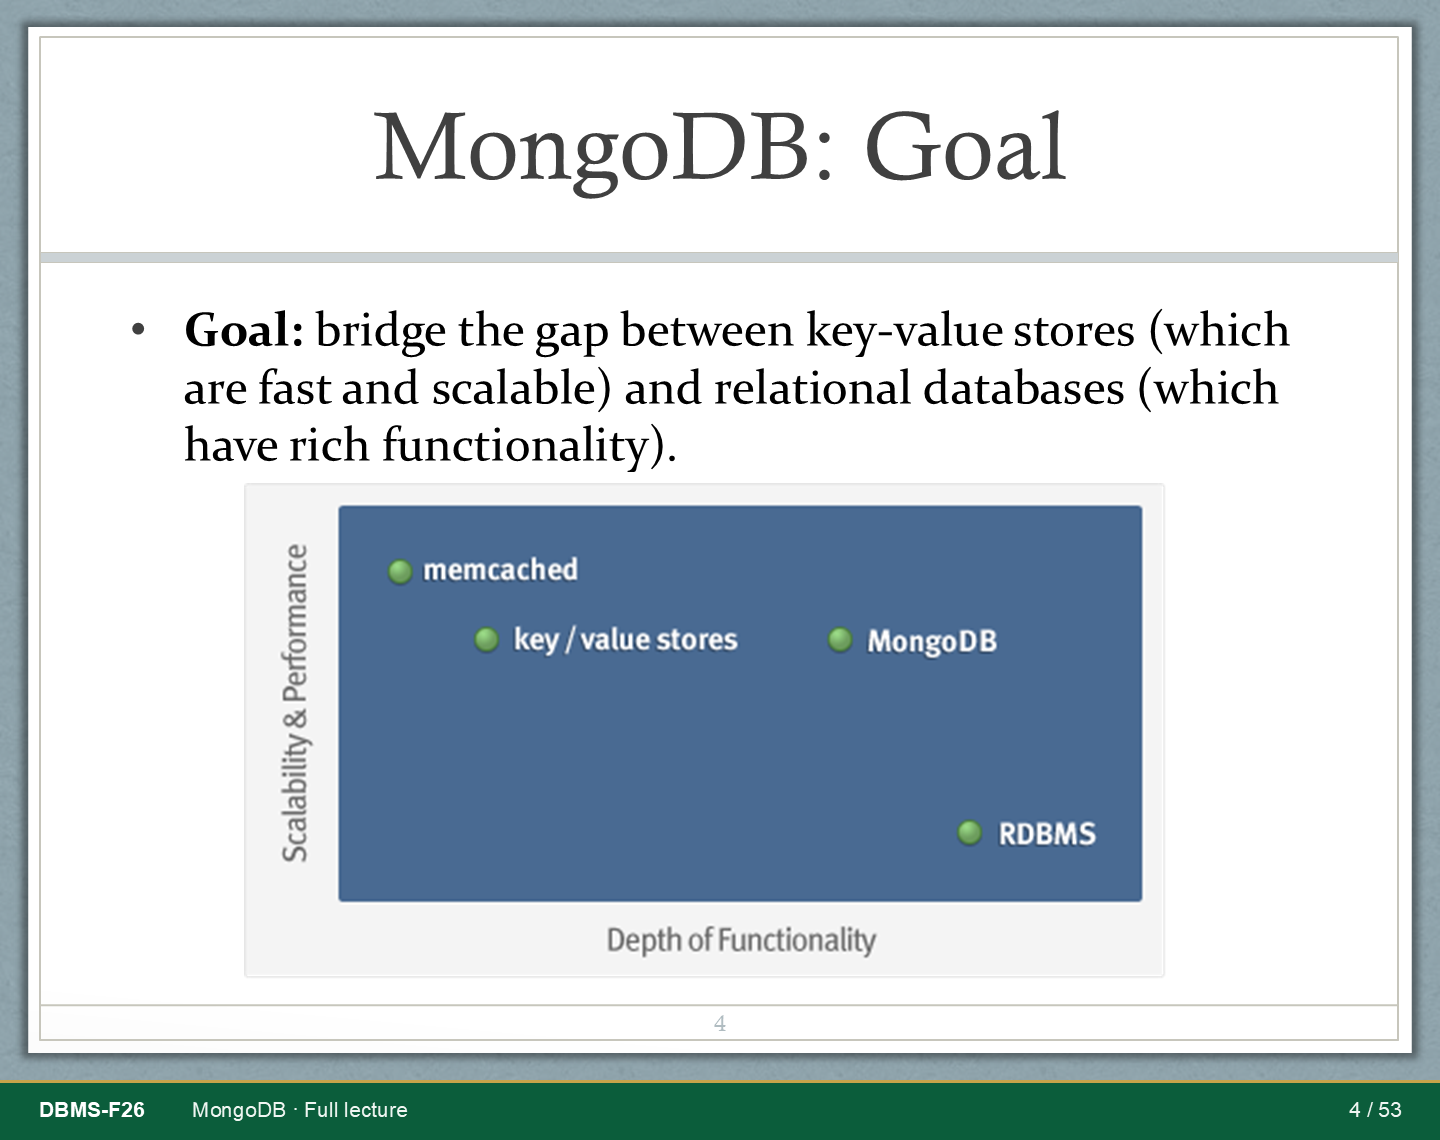 MongoDB: Goal
• Goal: bridge the gap between key-value stores (which
are fast and scalable) and relational databases (which
have rich functionality).
Scalability & Performance
memcached
key / value stores
MongoDB
RDBMS
Depth of Functionality
4
DBMS-F26 MongoDB · Full lecture 4 / 53